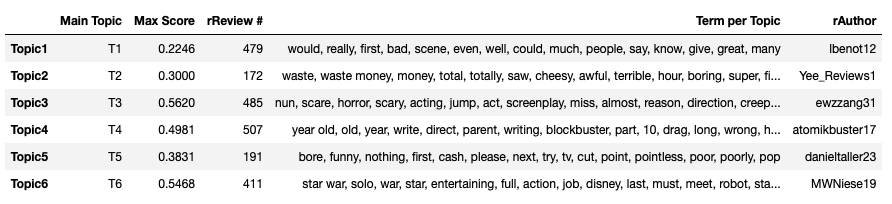 Main Topic Max Score rReview # Term per Topic rAuthor
Topic1 T1 0.2246 479 would, really, first, bad, scene, even, well, could, much, people, say, know, give, great, many lbenot12
Topic2 T2 0.3000 172 waste, waste money, money, total, totally, saw, cheesy, awful, terrible, hour, boring, super, fi... Yee_Reviews1
Topic3 T3 0.5620 485 nun, scare, horror, scary, acting, jump, act, screenplay, miss, almost, reason, direction, creep... ewzzang31
Topic4 T4 0.4981 507 year old, old, year, write, direct, parent, writing, blockbuster, part, 10, drag, long, wrong, h... atomikbuster17
Topic5 T5 0.3831 191 bore, funny, nothing, first, cash, please, next, try, tv, cut, point, pointless, poor, poorly, pop danieltaller23
Topic6 T6 0.5468 411 star war, solo, war, star, entertaining, full, action, job, disney, last, must, meet, robot, sta... MWNiese19